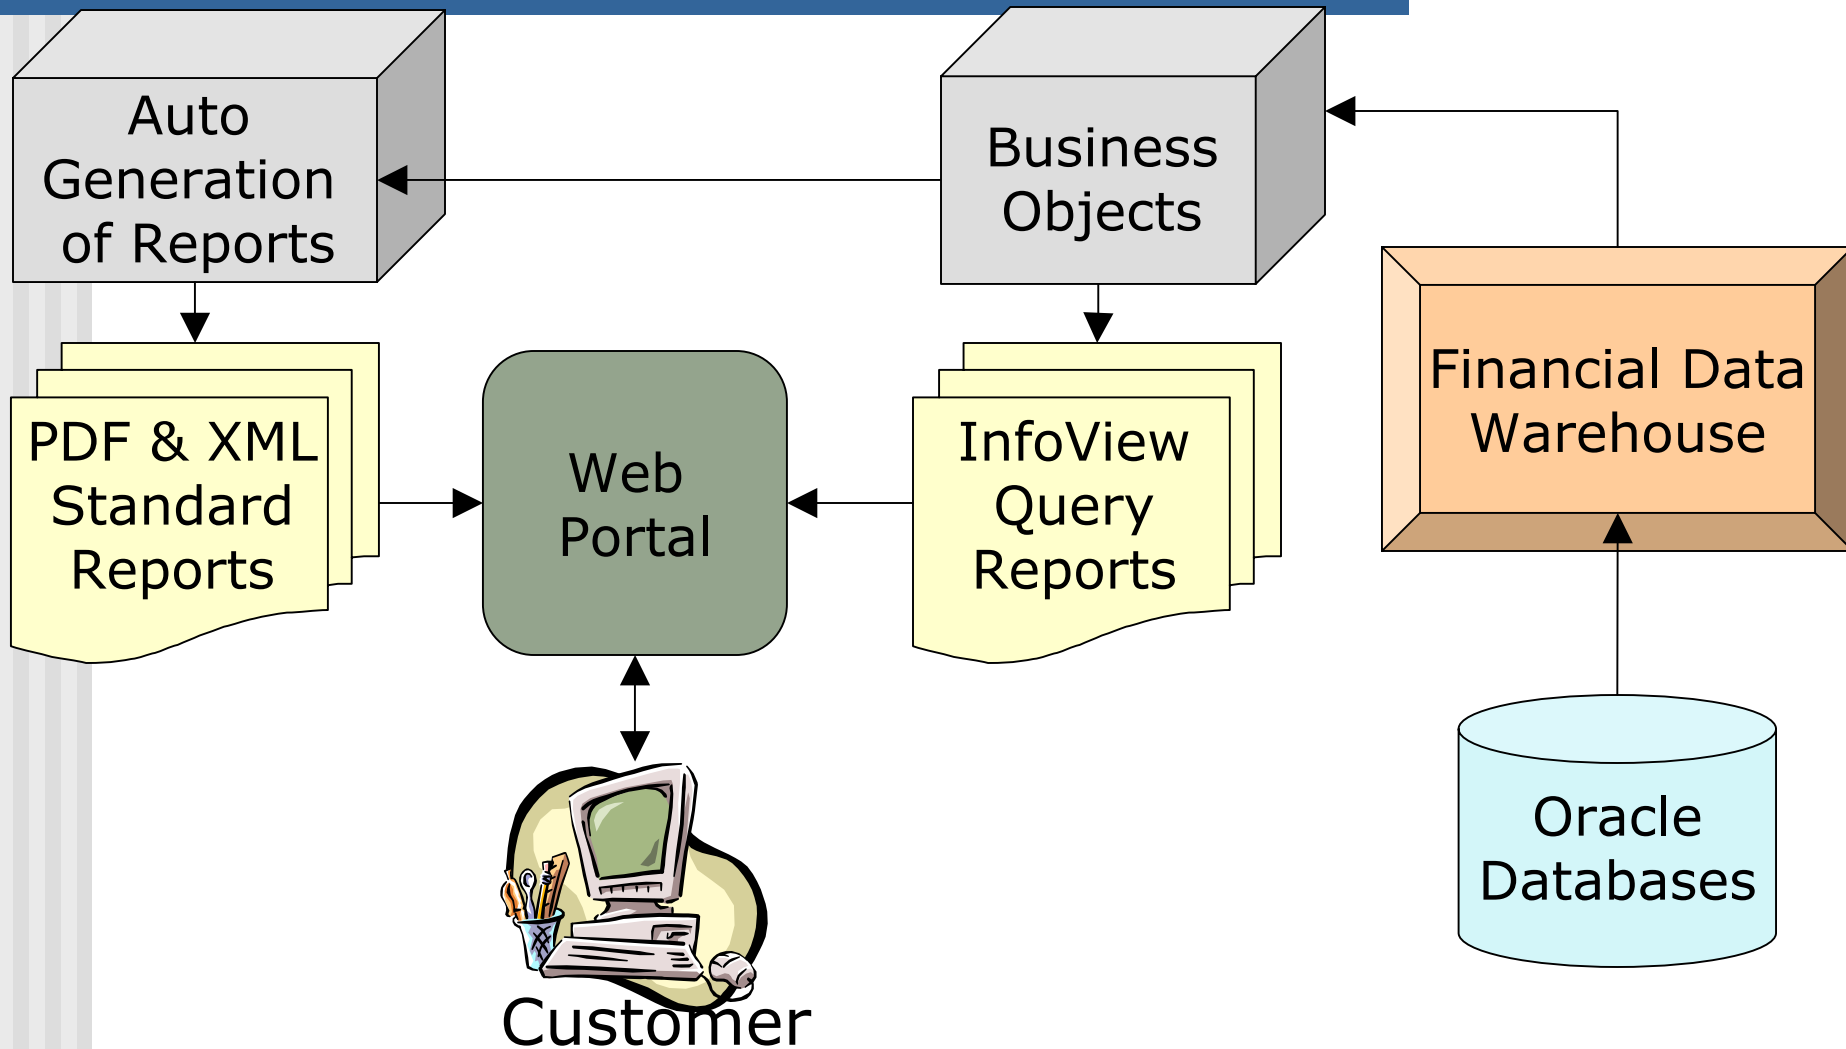 Auto
Generation
of Reports
Business
Objects
Financial Data
Warehouse
PDF & XML
Standard
Reports
Web
Portal
InfoView
Query
Reports
Oracle
Databases
Customer